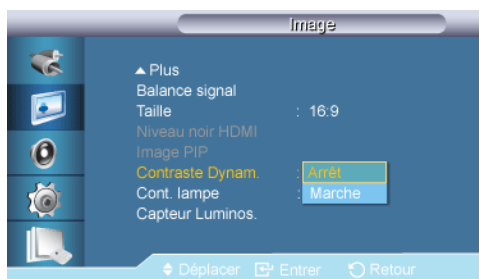 Image
▲ Plus
Balance signal
Taille : 16:9
Niveau noir HDMI
Image PIP
Contraste Dynam. : Arrêt
Cont. lampe : Marche
Capteur Luminos.
Déplacer Entrer Retour